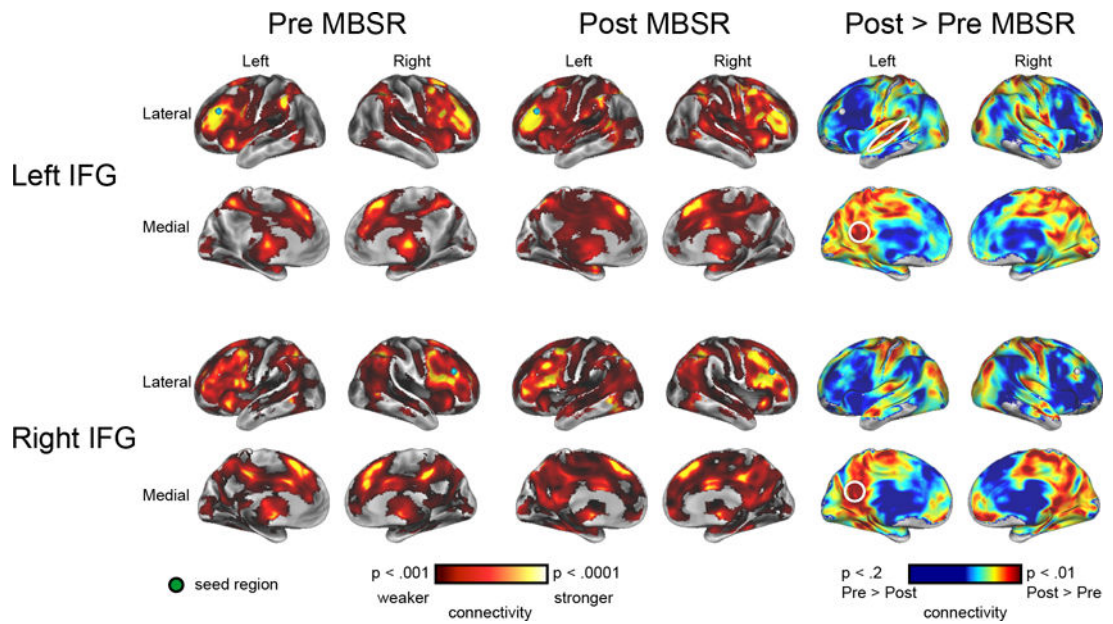 Pre MBSR Post MBSR Post > Pre MBSR
Left Right Left Right Left Right
Lateral
Left IFG
Medial
Lateral
Right IFG
Medial
seed region
p < .001 p < .0001
weaker stronger
connectivity
p < .2 p < .01
Pre > Post Post > Pre
connectivity